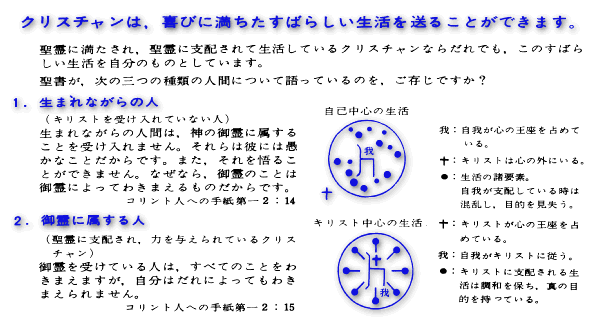 クリスチャンは，喜びに満ちたすばらしい生活を送ることができます。
聖霊に満たされ，聖霊に支配されて生活しているクリスチャンならだれでも，このすばら
しい生活を自分のものとしています。
聖書が，次の三つの種類の人間について語っているのを，ご存じですか？
1．生まれながらの人
（キリストを受け入れていない人）
生まれながらの人間は，神の御霊に属する
ことを受け入れません。それらは彼には愚
かなことだからです。また，それを悟るこ
とができません。なぜなら，御霊のことは
御霊によってわきまえるものだからです。
コリント人への手紙第一2：14
自己中心の生活
我
我：自我が心の王座を占めて
いる。
✝：キリストは心の外にいる。
●：生活の諸要素。
自我が支配している時は
混乱し，目的を見失う。
2．御霊に属する人
（聖霊に支配され，力を与えられているクリス
チャン）
御霊を受けている人は，すべてのことをわ
きまえますが，自分はだれによってもわき
まえられません。
コリント人への手紙第一2：15
キリスト中心の生活
我
✝：キリストが心の王座を占
めている。
我：自我がキリストに従う。
●：キリストに支配される生
活は調和を保ち，真の目
的を持っている。